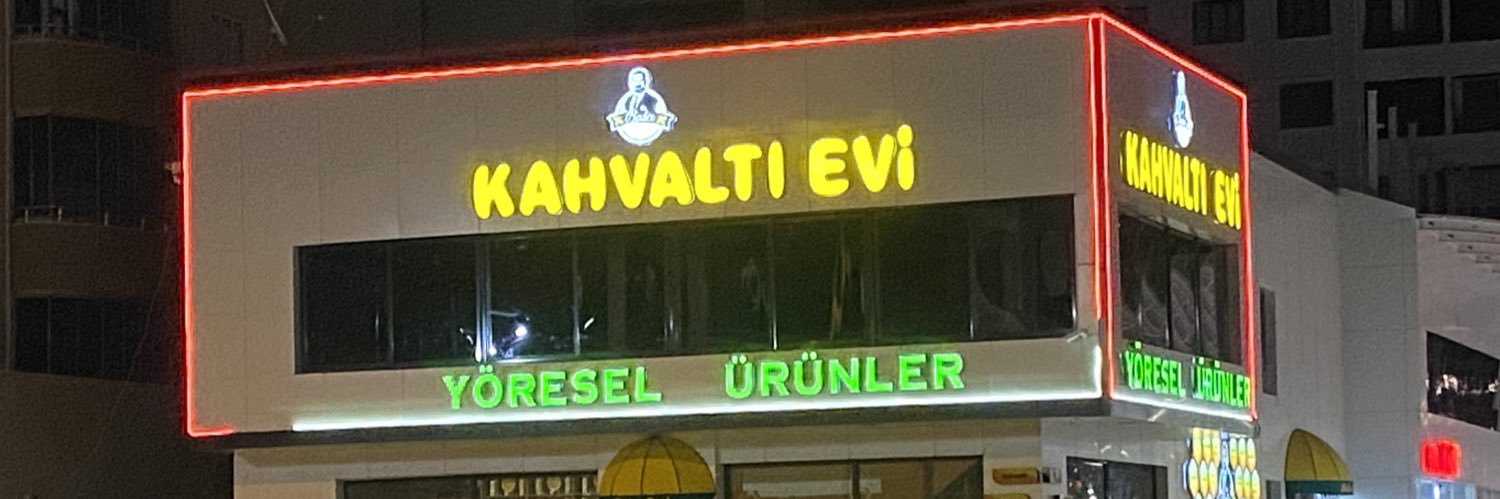 KAHVALTI EVİ
YÖRESEL ÜRÜNLER
KAHVALTI EVİ
YÖRESEL ÜRÜNLER